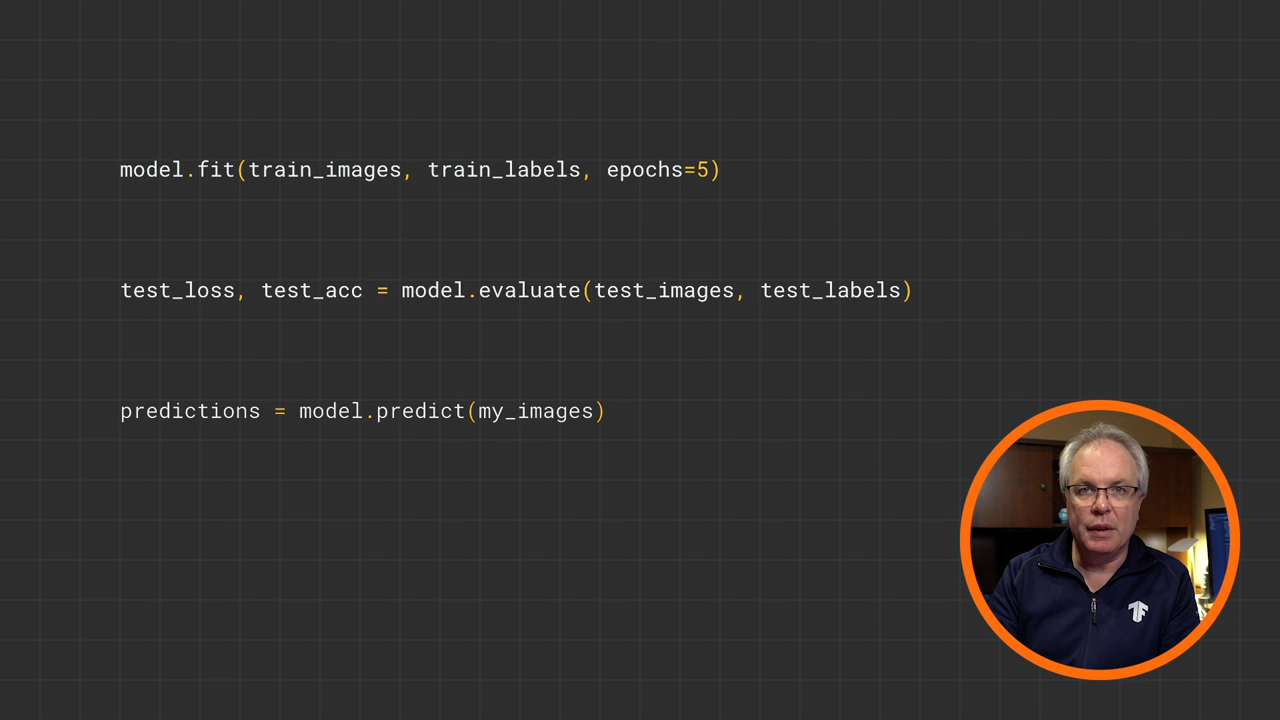 model.fit(train_images, train_labels, epochs=5)
test_loss, test_acc = model.evaluate(test_images, test_labels)
predictions = model.predict(my_images)